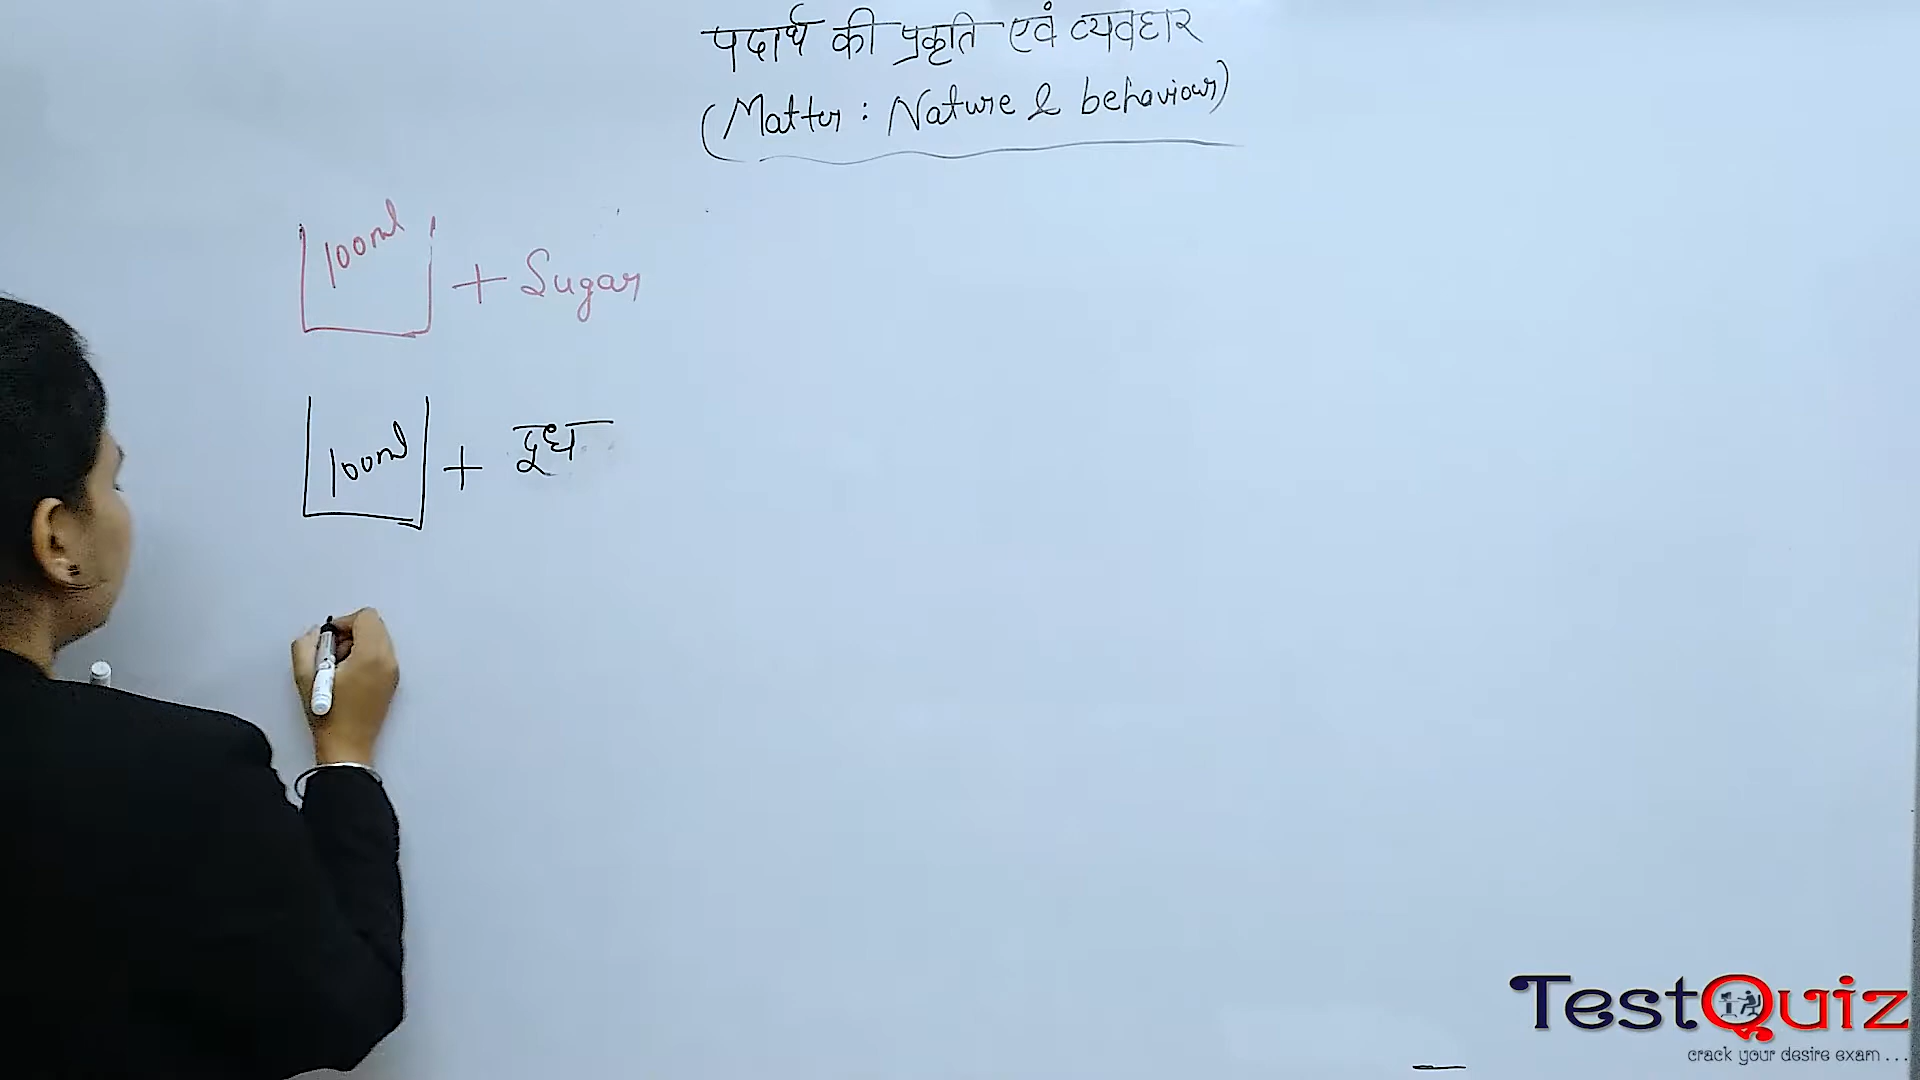 पदार्थ की प्रकृति एवं व्यवहार
(Matter : Nature & behaviour)
100ml + Sugar
100ml + दूध
TestQuiz
crack your desire exam...